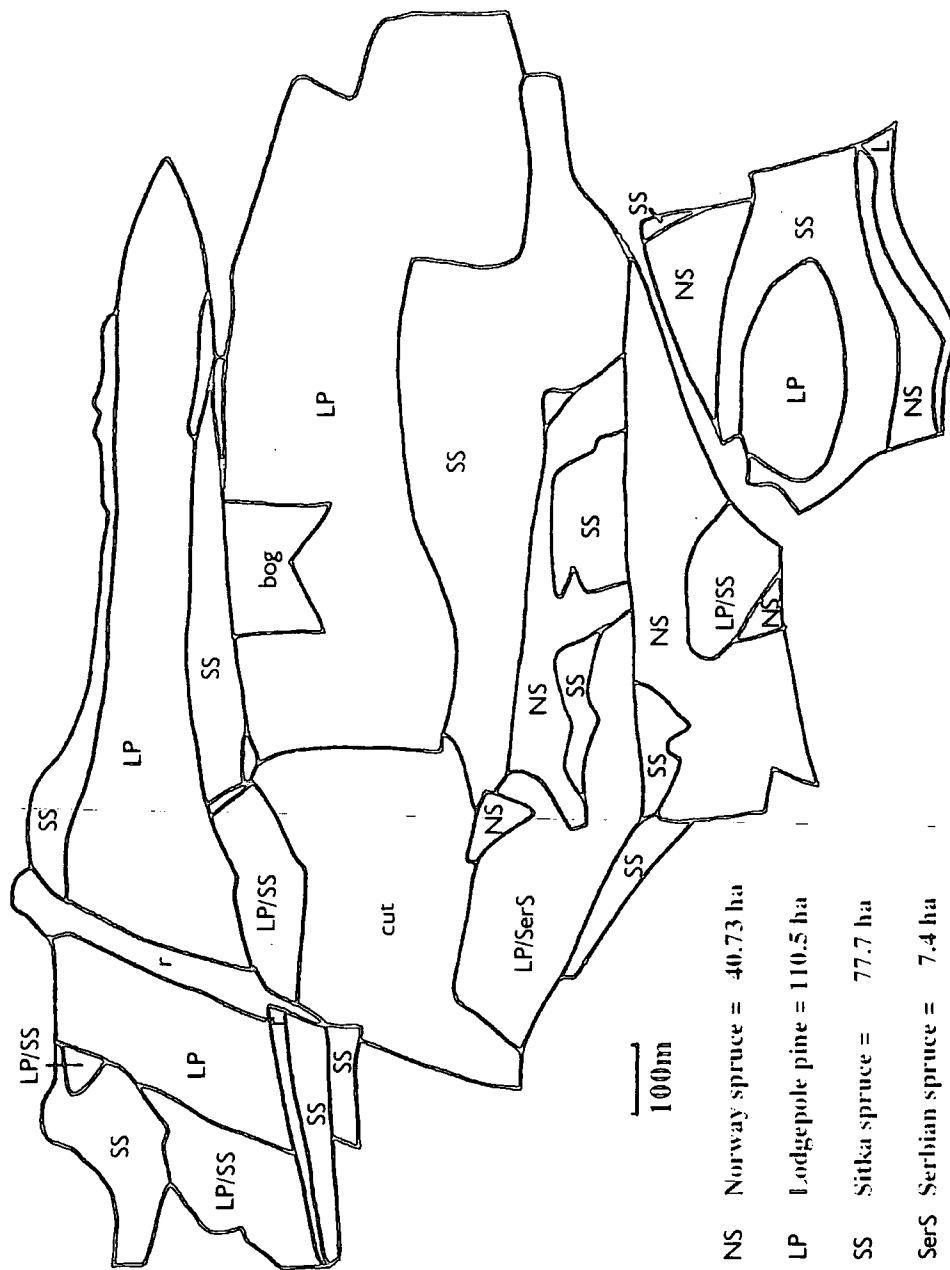 LP/SS
SS
SS
LP
r
LP
LP/SS
SS
LP/SS
bog
L
SS
LP
SS
cut
SS
NS
LP/SerS
NS
SS
SS
SS
SS
SS
NS
NS
100m
LP/SS
NS
LP
SS
L
NS
NS Norway spruce = 40.73 ha
LP Lodgepole pine = 110.5 ha
SS Sitka spruce = 77.7 ha
SerS Serbian spruce = 7.4 ha